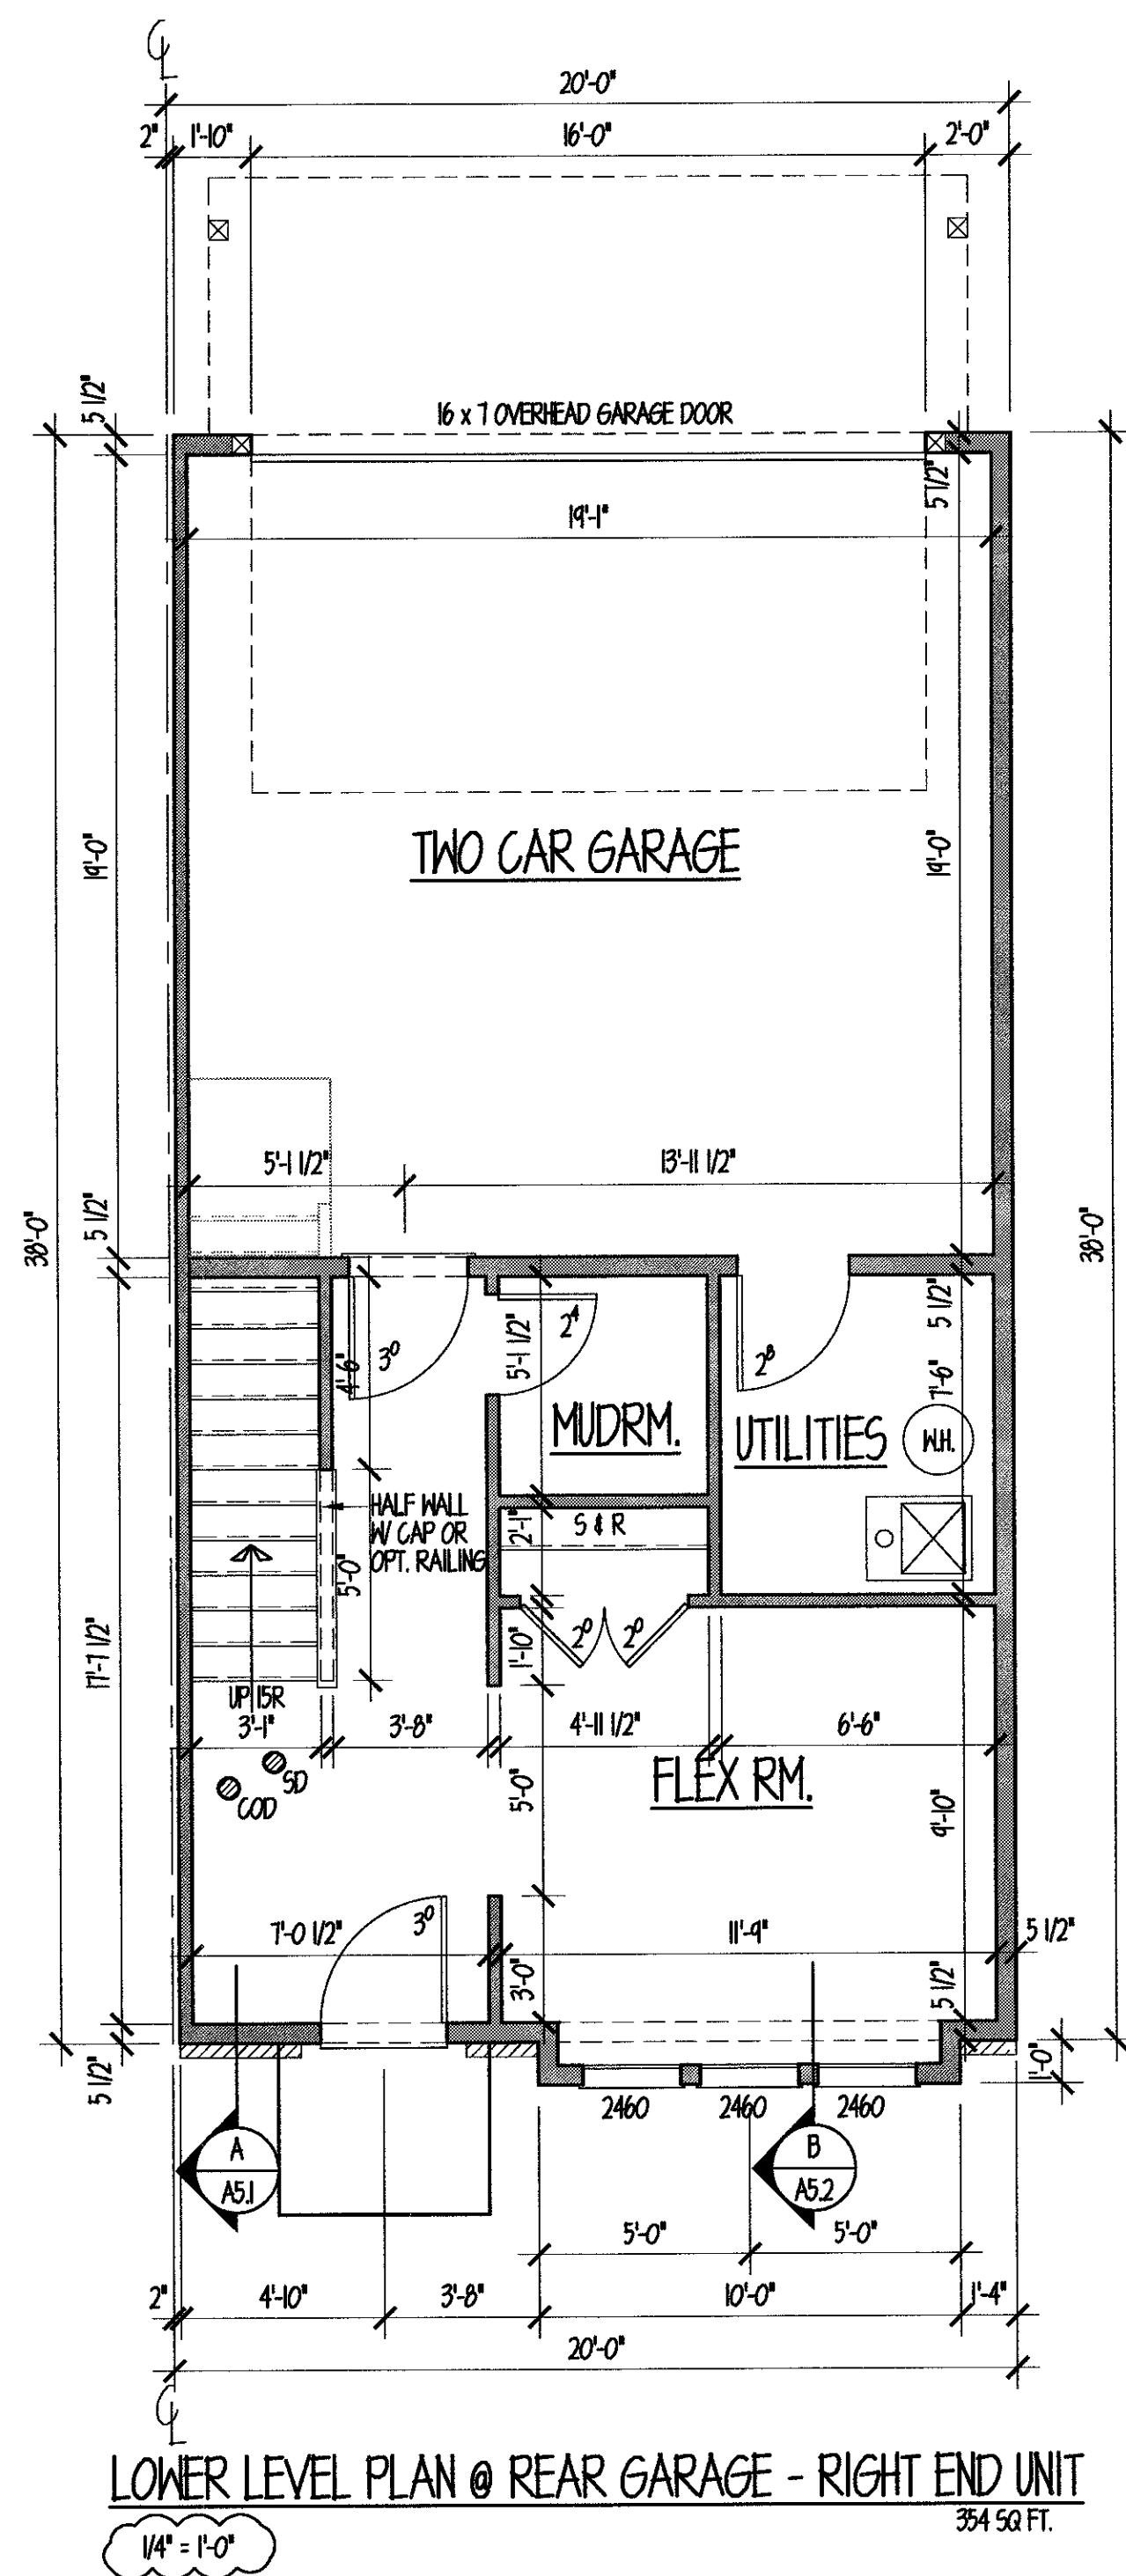 CL
20'-0"
2" 1'-10" 16'-0" 2'-0"
5 1/2"
16 x 7 OVERHEAD GARAGE DOOR
5 1/2"
19'-1"
TWO CAR GARAGE
19'-0"
19'-0"
5'-1 1/2" 13'-11 1/2"
38'-0"
5 1/2"
38'-0"
5 1/2"
4'-6"
3⁰
5'-1 1/2"
2⁴
2⁸
7'-6"
MUDRM.
UTILITIES
W.H.
HALF WALL
W/ CAP OR
OPT. RAILING
2'-1"
S & R
5'-0"
17'-7 1/2"
1'-10"
2⁰ 2⁰
UP 15R
3'-1" 3'-8" 4'-11 1/2" 6'-6"
SD
COD
5'-0"
FLEX RM.
9'-10"
7'-0 1/2"
3⁰
11'-9"
5 1/2"
3'-0"
5 1/2"
5 1/2"
1'-0"
2460 2460 2460
A
A5.1
B
A5.2
5'-0" 5'-0"
2" 4'-10" 3'-8" 10'-0" 1'-4"
20'-0"
CL
LOWER LEVEL PLAN @ REAR GARAGE - RIGHT END UNIT
354 SQ FT.
1/4" = 1'-0"